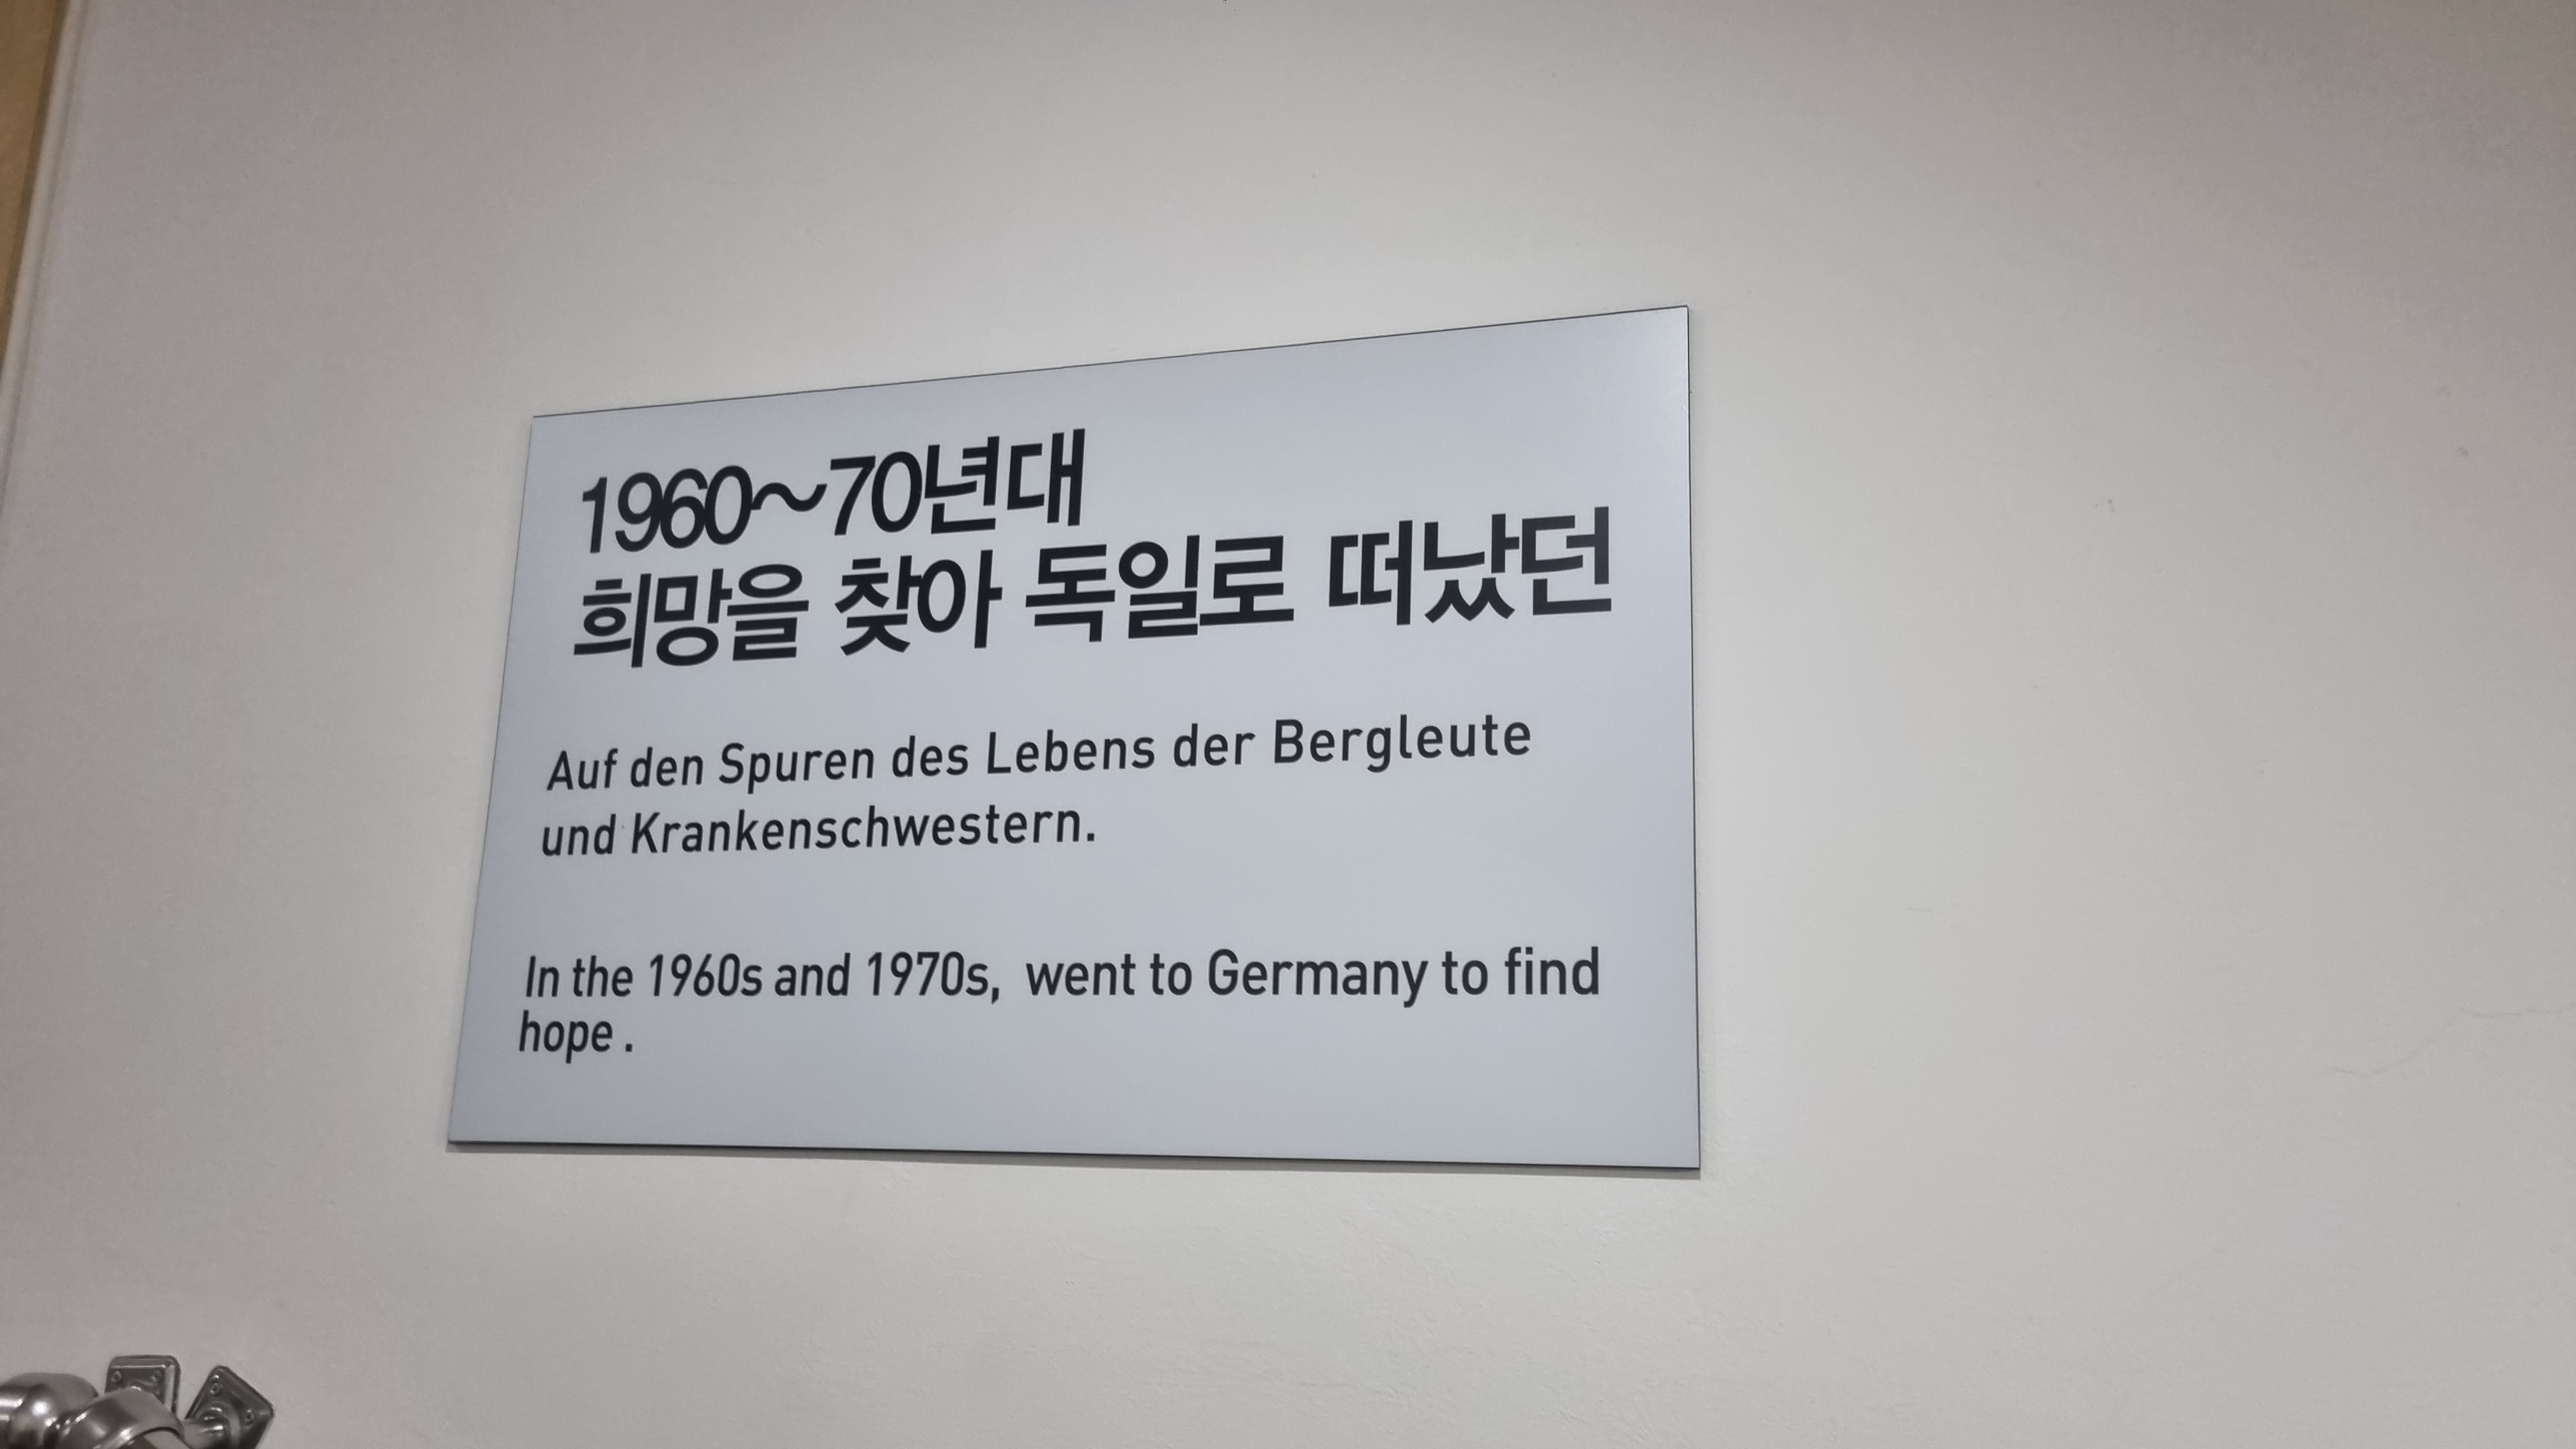 1960~70년대
희망을 찾아 독일로 떠났던
Auf den Spuren des Lebens der Bergleute
und Krankenschwestern.
In the 1960s and 1970s, went to Germany to find
hope .